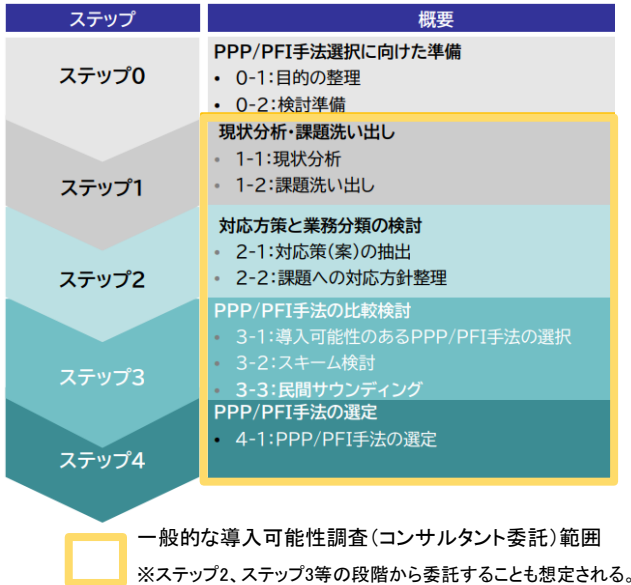 ステップ
概要
ステップ0
PPP/PFI手法選択に向けた準備
• 0-1:目的の整理
• 0-2:検討準備
ステップ1
現状分析・課題洗い出し
• 1-1:現状分析
• 1-2:課題洗い出し
ステップ2
対応方策と業務分類の検討
• 2-1:対応策(案)の抽出
• 2-2:課題への対応方針整理
ステップ3
PPP/PFI手法の比較検討
• 3-1:導入可能性のあるPPP/PFI手法の選択
• 3-2:スキーム検討
• 3-3:民間サウンディング
ステップ4
PPP/PFI手法の選定
• 4-1:PPP/PFI手法の選定
一般的な導入可能性調査(コンサルタント委託)範囲
※ステップ2、ステップ3等の段階から委託することも想定される。